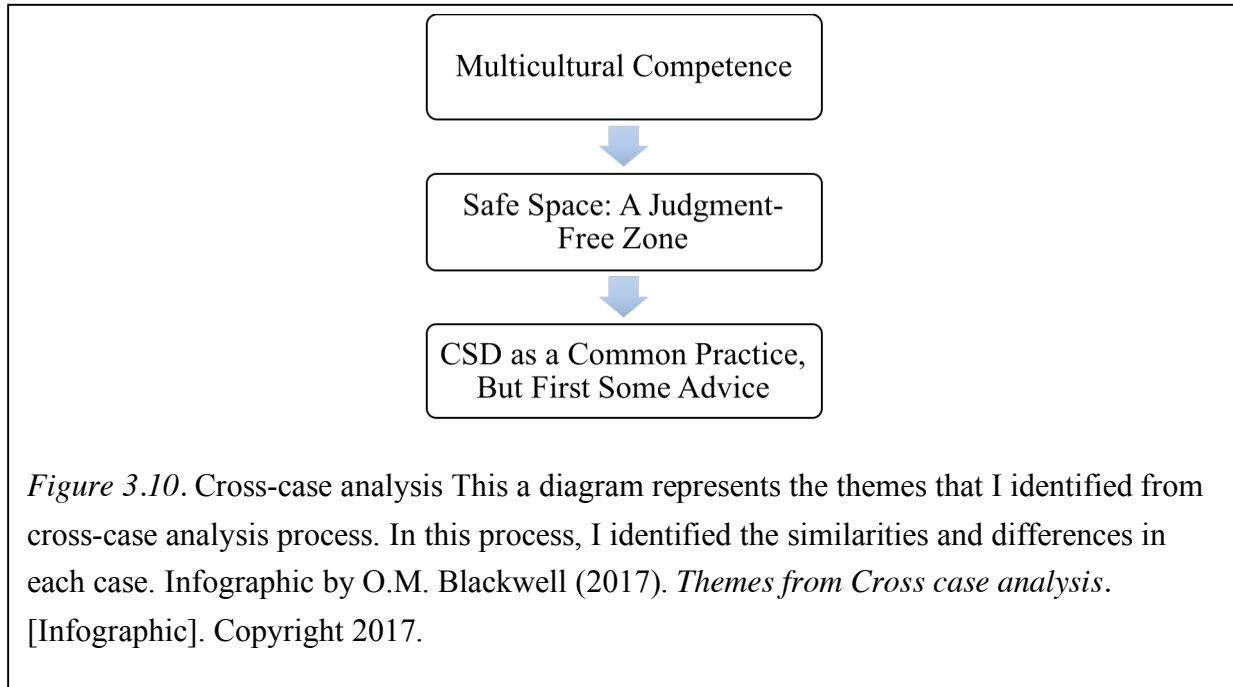 Multicultural Competence
Safe Space: A Judgment-
Free Zone
CSD as a Common Practice,
But First Some Advice
Figure 3.10. Cross-case analysis This a diagram represents the themes that I identified from
cross-case analysis process. In this process, I identified the similarities and differences in
each case. Infographic by O.M. Blackwell (2017). Themes from Cross case analysis.
[Infographic]. Copyright 2017.